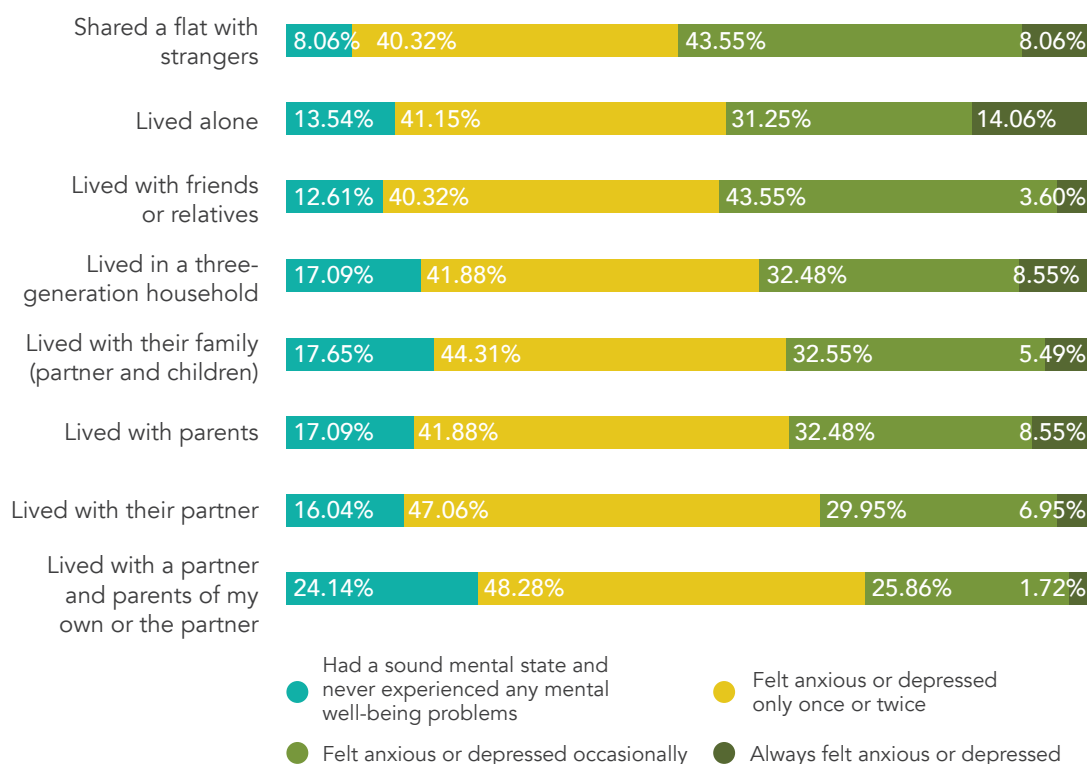 Shared a flat with
strangers
8.06% 40.32% 43.55% 8.06%
Lived alone
13.54% 41.15% 31.25% 14.06%
Lived with friends
or relatives
12.61% 40.32% 43.55% 3.60%
Lived in a three-
generation household
17.09% 41.88% 32.48% 8.55%
Lived with their family
(partner and children)
17.65% 44.31% 32.55% 5.49%
Lived with parents
17.09% 41.88% 32.48% 8.55%
Lived with their partner
16.04% 47.06% 29.95% 6.95%
Lived with a partner
and parents of my
own or the partner
24.14% 48.28% 25.86% 1.72%
Had a sound mental state and
never experienced any mental
well-being problems
Felt anxious or depressed
only once or twice
Felt anxious or depressed occasionally
Always felt anxious or depressed